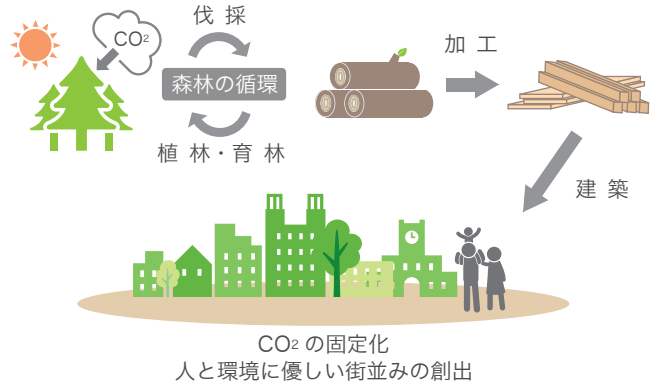 伐採
CO2
加工
森林の循環
植林・育林
建築
CO2 の固定化
人と環境に優しい街並みの創出